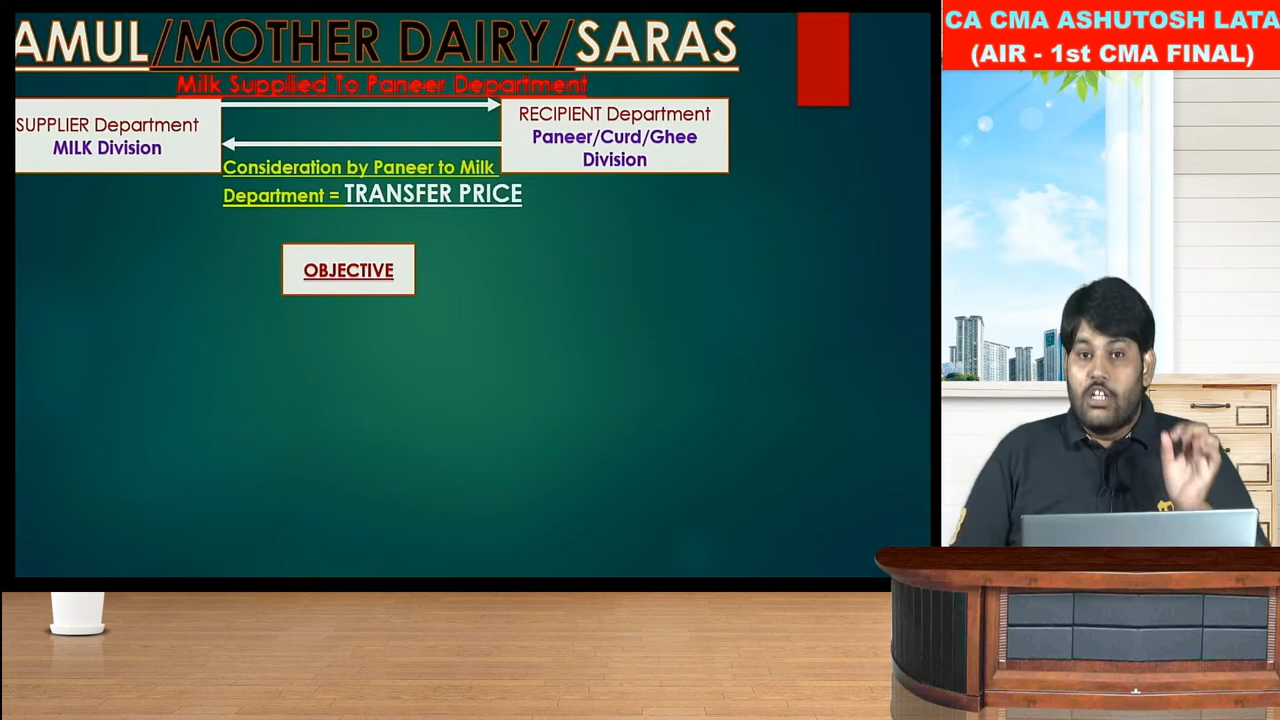 AMUL/MOTHER DAIRY/SARAS
Milk Supplied To Paneer Department
SUPPLIER Department
MILK Division
RECIPIENT Department
Paneer/Curd/Ghee
Division
Consideration by Paneer to Milk
Department = TRANSFER PRICE
OBJECTIVE
CA CMA ASHUTOSH LATA
(AIR - 1st CMA FINAL)